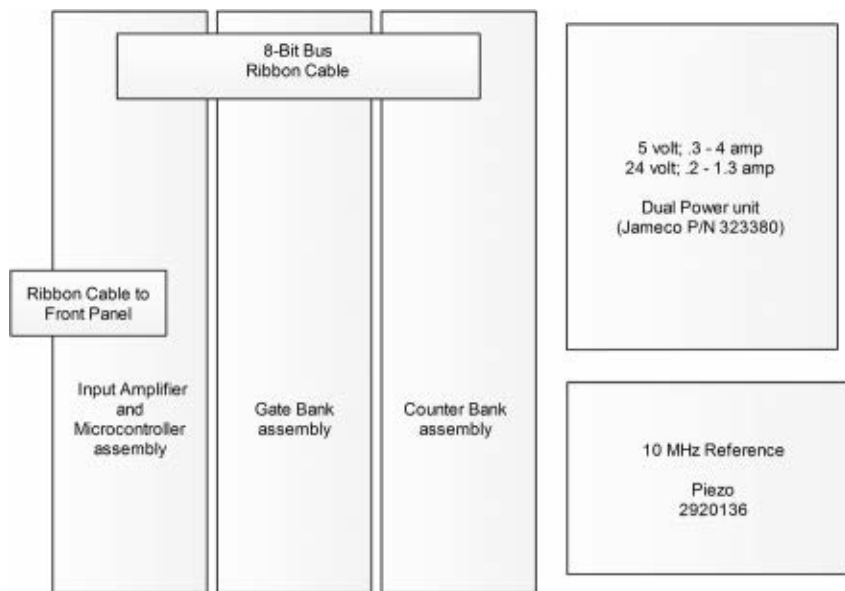 8-Bit Bus
Ribbon Cable
5 volt; .3 - 4 amp
24 volt; .2 - 1.3 amp
Dual Power unit
(Jameco P/N 323380)
Ribbon Cable to
Front Panel
Input Amplifier
and
Microcontroller
assembly
Gate Bank
assembly
Counter Bank
assembly
10 MHz Reference
Piezo
2920136